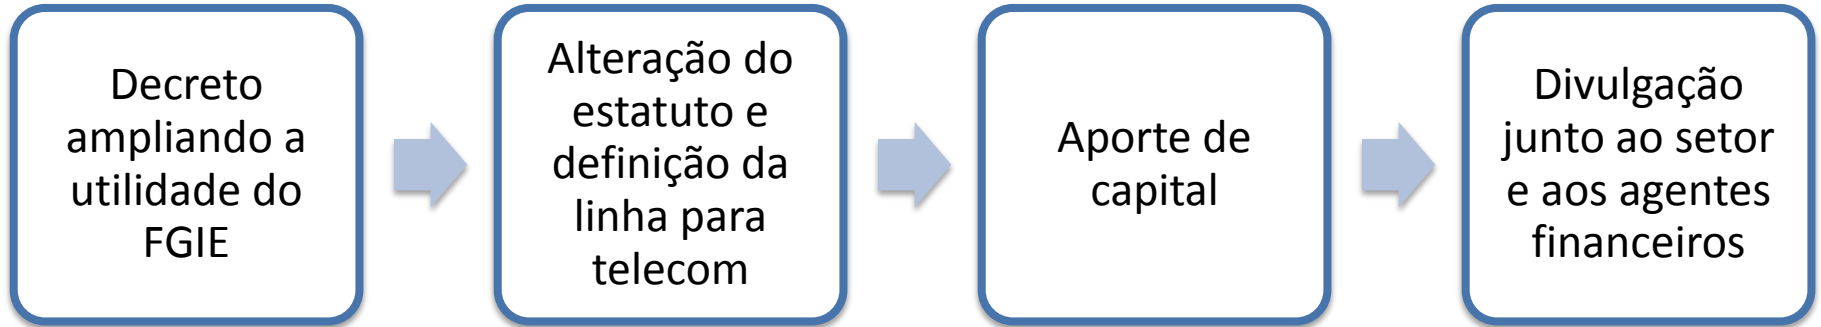 Decreto
ampliando a
utilidade do
FGIE
Alteração do
estatuto e
definição da
linha para
telecom
Aporte de
capital
Divulgação
junto ao setor
e aos agentes
financeiros